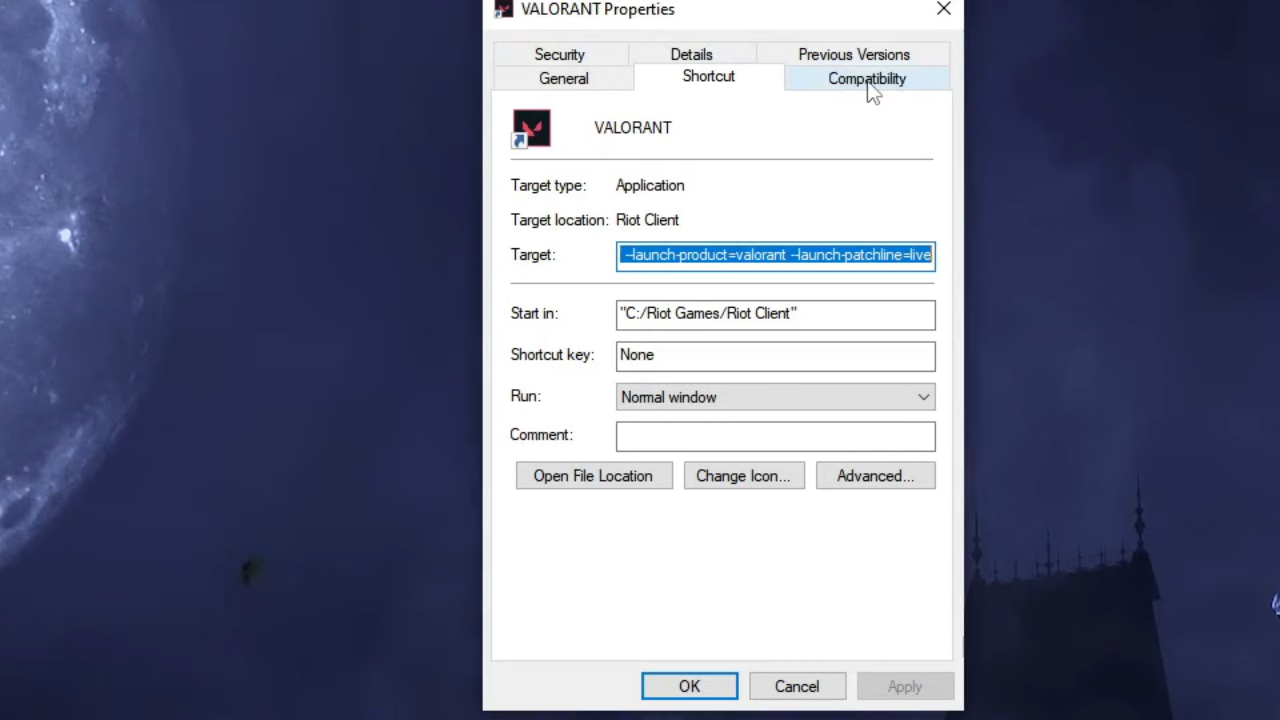 VALORANT Properties
Security Details Previous Versions
General Shortcut Compatibility
VALORANT
Target type: Application
Target location: Riot Client
Target: --launch-product=valorant --launch-patchline=live
Start in: "C:/Riot Games/Riot Client"
Shortcut key: None
Run: Normal window
Comment:
Open File Location Change Icon... Advanced...
OK Cancel Apply